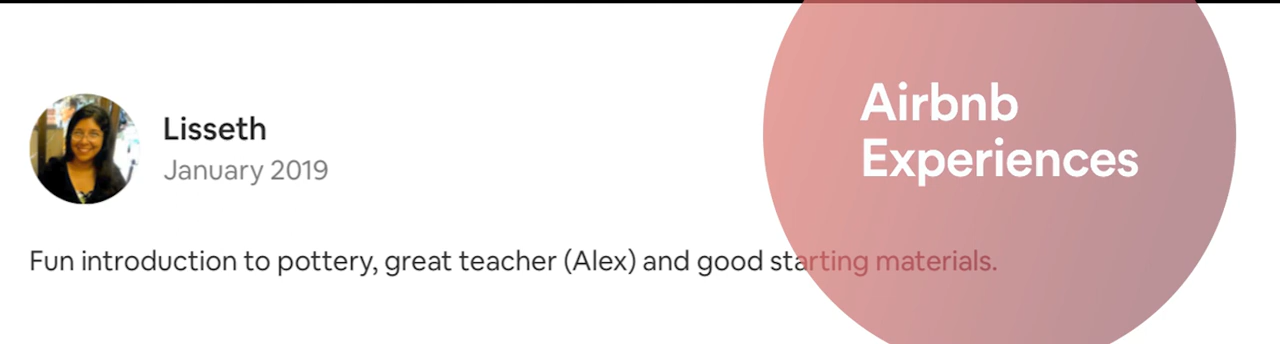 Lisseth
January 2019
Fun introduction to pottery, great teacher (Alex) and good starting materials.
Airbnb
Experiences